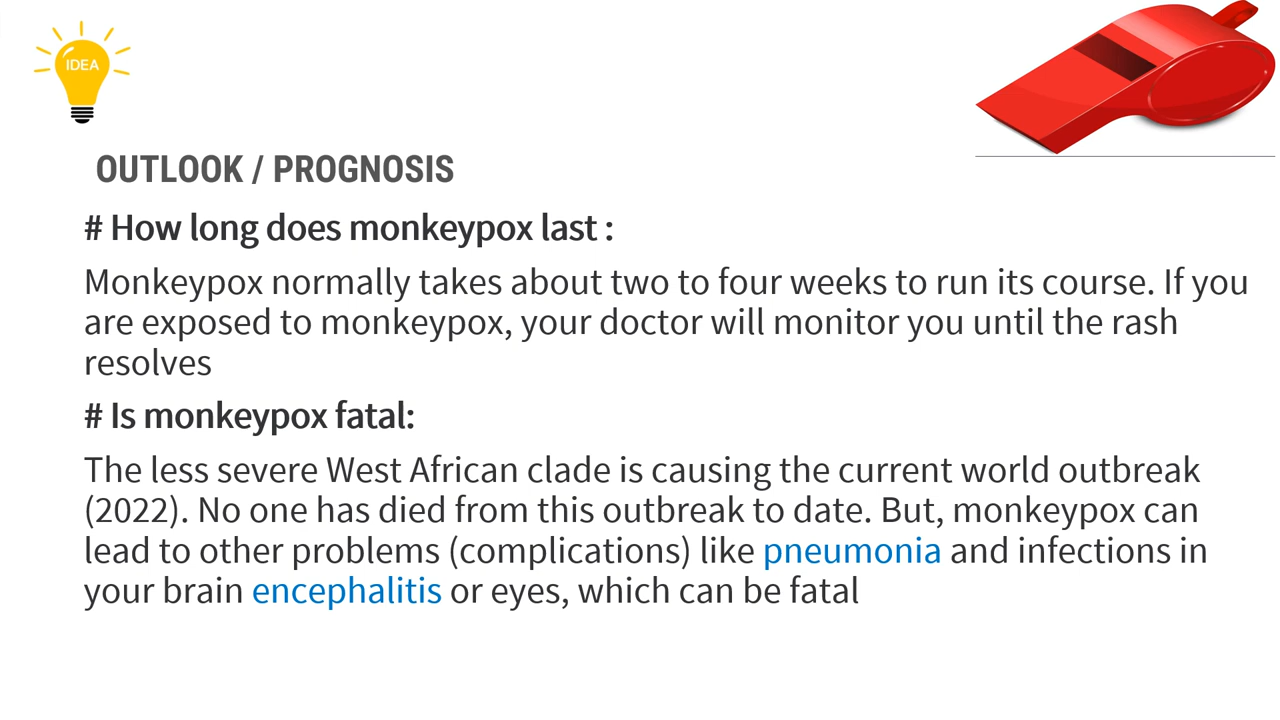 IDEA
OUTLOOK / PROGNOSIS
# How long does monkeypox last :
Monkeypox normally takes about two to four weeks to run its course. If you
are exposed to monkeypox, your doctor will monitor you until the rash
resolves
# Is monkeypox fatal:
The less severe West African clade is causing the current world outbreak
(2022). No one has died from this outbreak to date. But, monkeypox can
lead to other problems (complications) like pneumonia and infections in
your brain encephalitis or eyes, which can be fatal